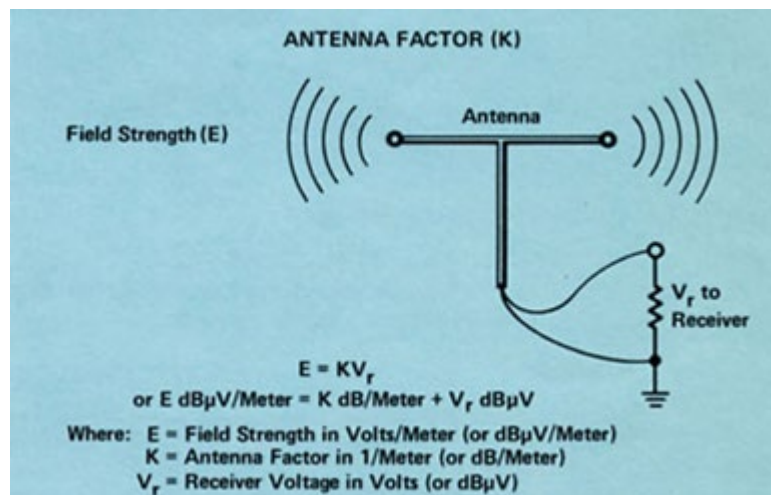 ANTENNA FACTOR (K)
Field Strength (E)
Antenna
Vr to
Receiver
E = KVr
or E dBµV/Meter = K dB/Meter + Vr dBµV
Where: E = Field Strength in Volts/Meter (or dBµV/Meter)
K = Antenna Factor in 1/Meter (or dB/Meter)
Vr = Receiver Voltage in Volts (or dBµV)